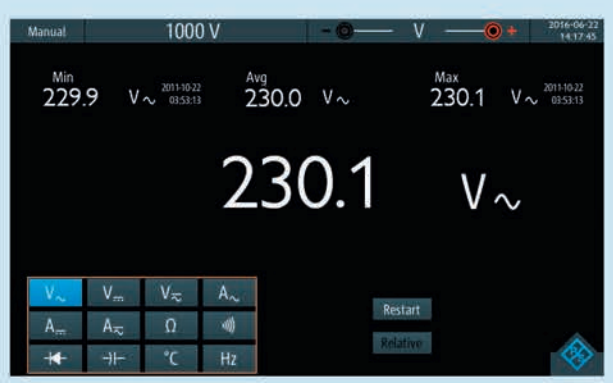 Manual 1000 V - V + 2016-06-22
14:17:45
Min Avg Max
229.9 V~ 2011-10-22 230.0 V~ 230.1 V~ 2011-10-22
03:53:13 03:53:13
230.1 V~
V~ V⎓ V≂ A~
Restart
A⎓ A≂ Ω
Relative
°C Hz